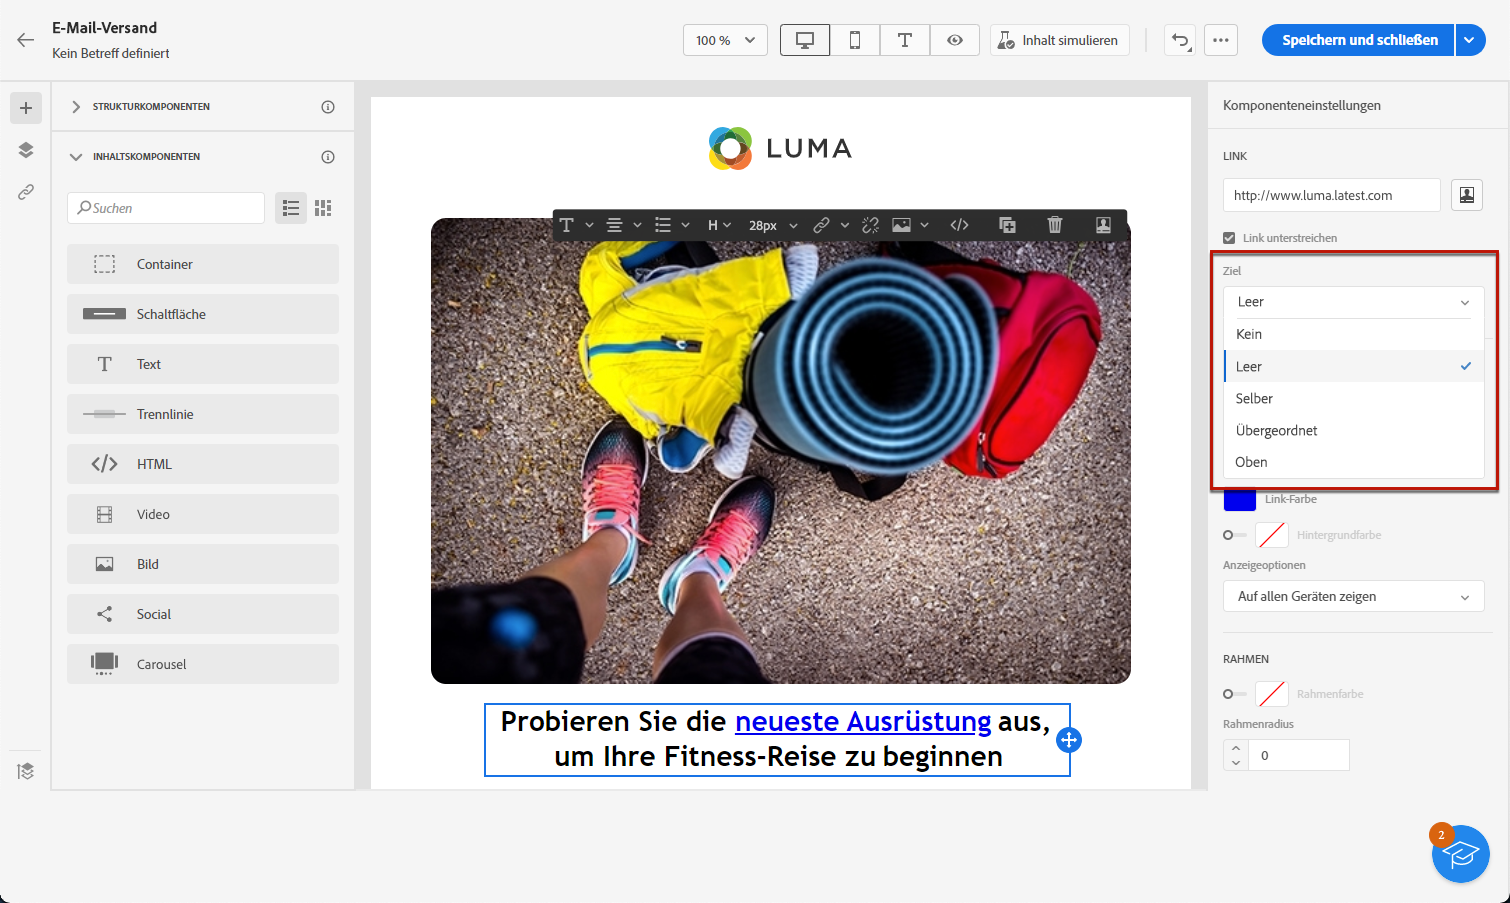 E-Mail-Versand
Kein Betreff definiert
100 %
Inhalt simulieren
Speichern und schließen
STRUKTURKOMPONENTEN
INHALTSKOMPONENTEN
Suchen
Container
Schaltfläche
Text
Trennlinie
HTML
Video
Bild
Social
Carousel
LUMA
H
28px
Probieren Sie die neueste Ausrüstung aus,
um Ihre Fitness-Reise zu beginnen
Komponenteneinstellungen
LINK
http://www.luma.latest.com
Link unterstreichen
Ziel
Leer
Kein
Leer
Selber
Übergeordnet
Oben
Link-Farbe
Hintergrundfarbe
Anzeigeoptionen
Auf allen Geräten zeigen
RAHMEN
Rahmenfarbe
Rahmenradius
0
2